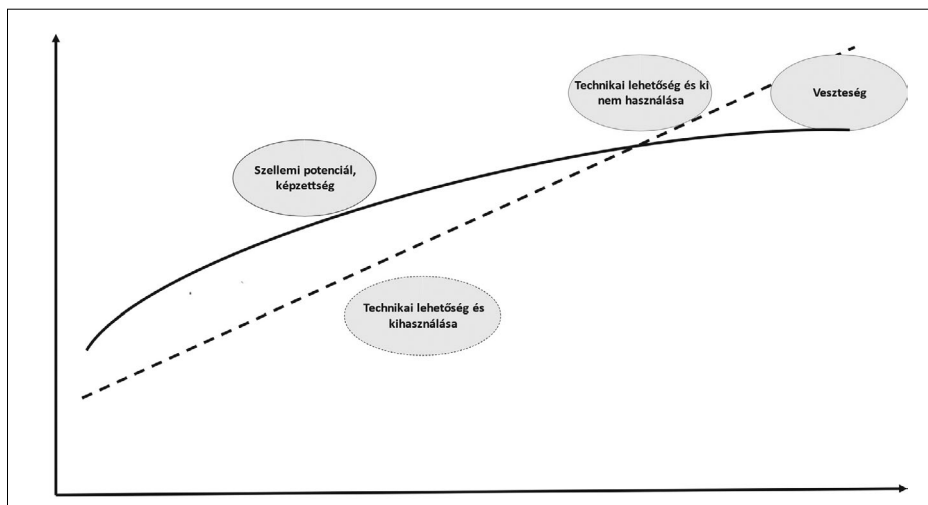 Technikai lehetőség és ki
nem használása
Veszteség
Szellemi potenciál,
képzettség
Technikai lehetőség és
kihasználása